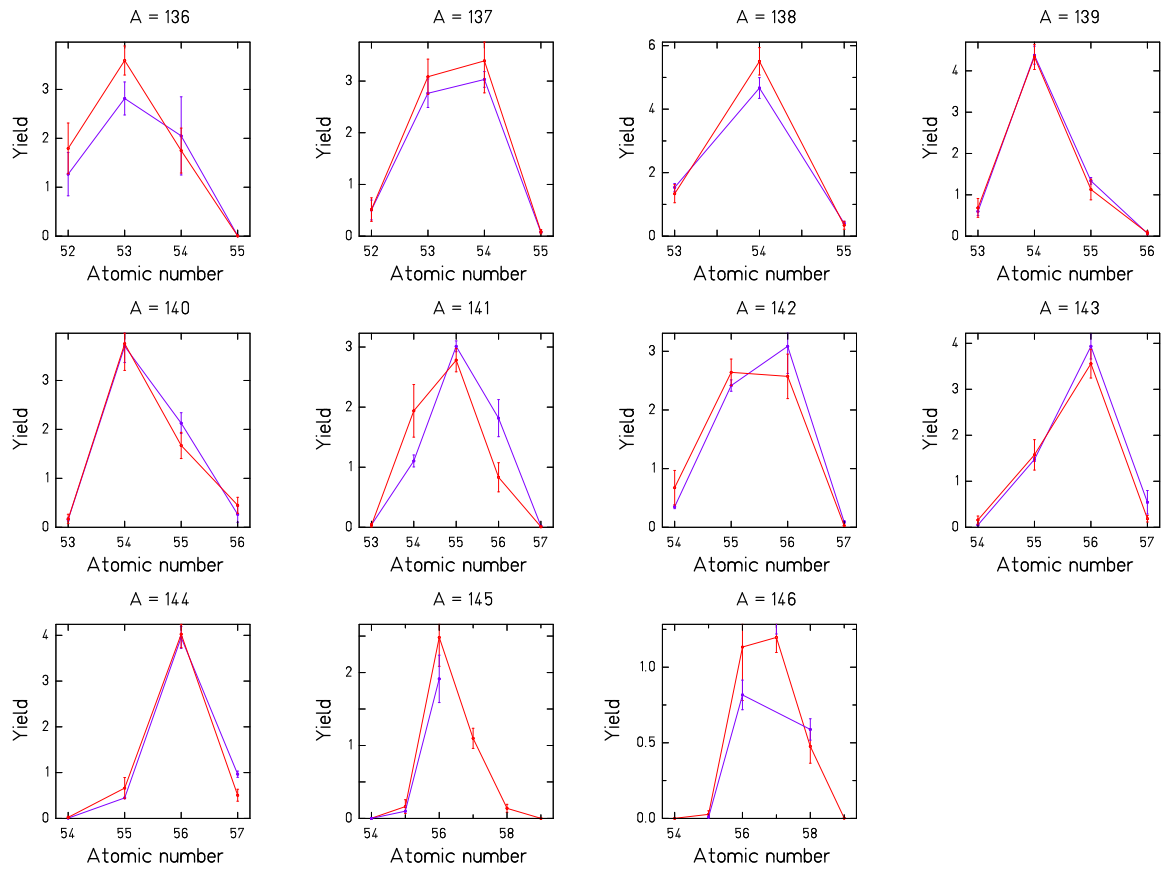 A = 136
A = 137
A = 138
A = 139
Yield
3
2
1
0
52
53
54
55
Atomic number
Yield
3
2
1
0
52
53
54
55
Atomic number
Yield
6
4
2
0
53
54
55
Atomic number
Yield
4
3
2
1
0
53
54
55
56
Atomic number
A = 140
A = 141
A = 142
A = 143
Yield
3
2
1
0
53
54
55
56
Atomic number
Yield
3
2
1
0
53
54
55
56
57
Atomic number
Yield
3
2
1
0
54
55
56
57
Atomic number
Yield
4
3
2
1
0
54
55
56
57
Atomic number
A = 144
A = 145
A = 146
Yield
4
3
2
1
0
54
55
56
57
Atomic number
Yield
2
1
0
54
56
58
Atomic number
Yield
1.0
0.5
0.0
54
56
58
Atomic number